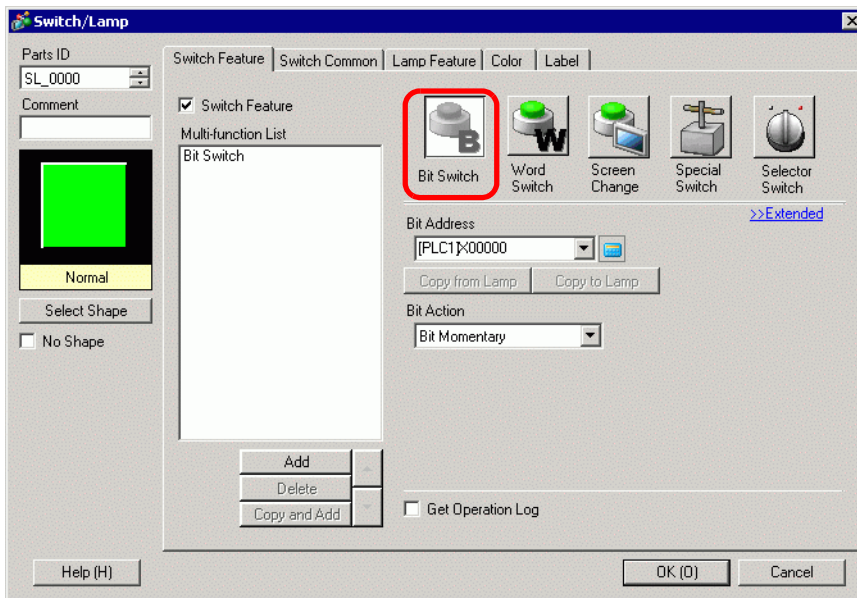 Switch/Lamp
Parts ID
SL_0000
Comment
Normal
Select Shape
No Shape
Switch Feature
Switch Common
Lamp Feature
Color
Label
Switch Feature
Multi-function List
Bit Switch
Add
Delete
Copy and Add
B
W
Bit Switch
Word
Switch
Screen
Change
Special
Switch
Selector
Switch
>>Extended
Bit Address
[PLC1]X00000
Copy from Lamp
Copy to Lamp
Bit Action
Bit Momentary
Get Operation Log
Help (H)
OK (O)
Cancel